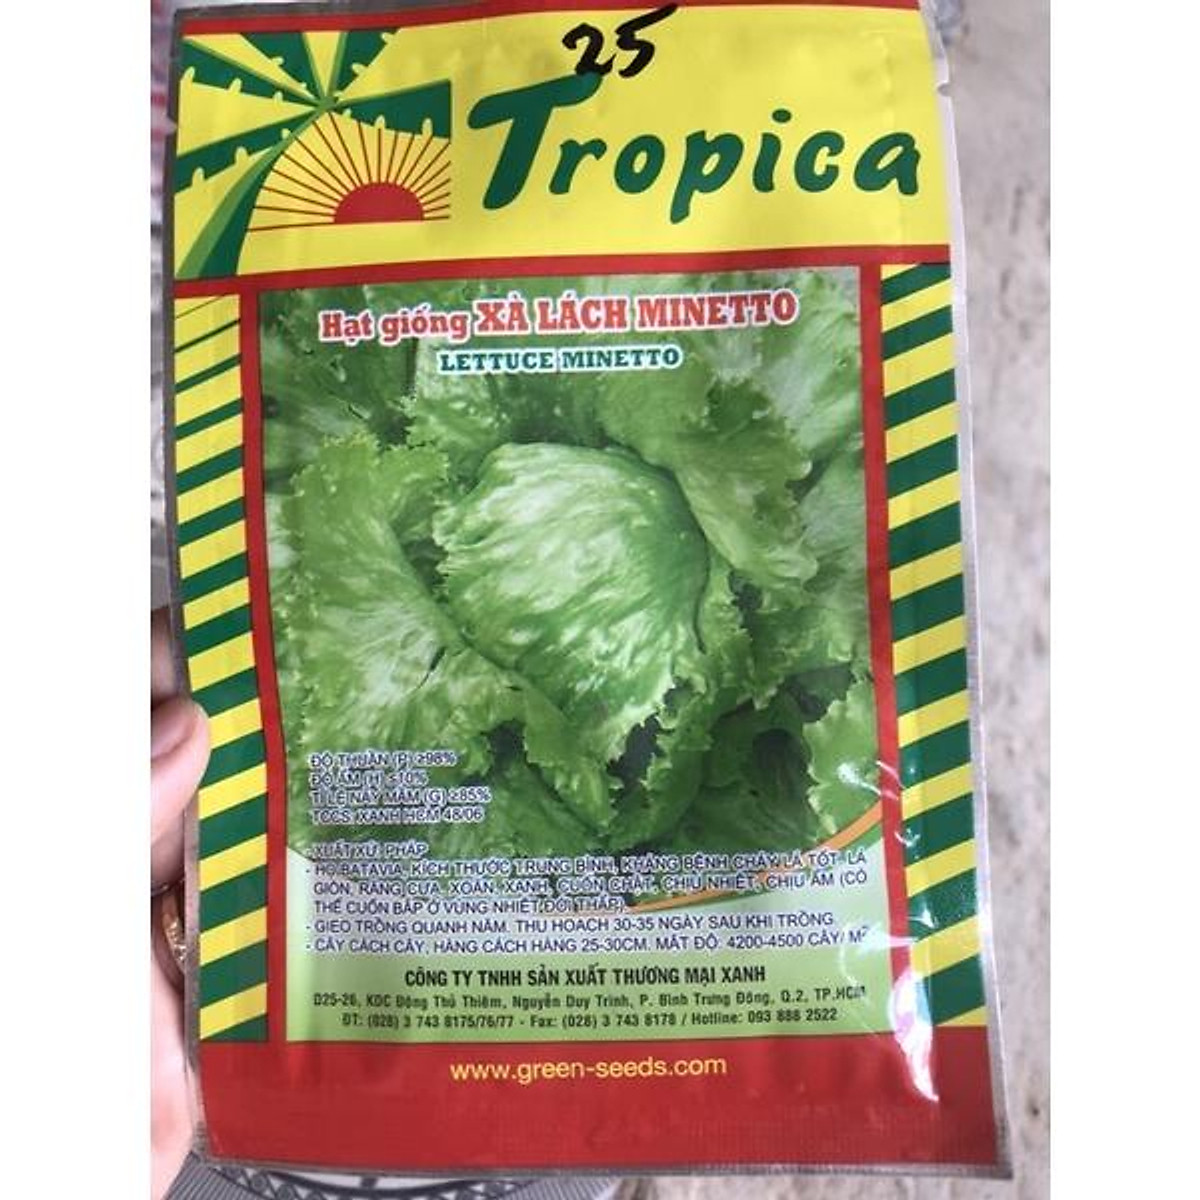 25
Tropica
Hạt giống XÀ LÁCH MINETTO
LETTUCE MINETTO
ĐỘ THUẦN (P) ≥98%
ĐỘ ẨM (H) ≤10%
TỈ LỆ NẢY MẦM (G) ≥85%
TCCS: XANH HCM 48/06
- XUẤT XỨ: PHÁP
- HỌ BATAVIA, KÍCH THƯỚC TRUNG BÌNH, KHÁNG BỆNH CHÁY LÁ TỐT. LÁ
GIÒN, RĂNG CƯA, XOĂN, XANH, CUỐN CHẶT, CHỊU NHIỆT, CHỊU ẨM (CÓ
THỂ CUỐN BẮP Ở VÙNG NHIỆT ĐỚI THẤP).
- GIEO TRỒNG QUANH NĂM. THU HOẠCH 30-35 NGÀY SAU KHI TRỒNG.
- CÂY CÁCH CÂY, HÀNG CÁCH HÀNG 25-30CM. MẬT ĐỘ: 4200-4500 CÂY/ M²
CÔNG TY TNHH SẢN XUẤT THƯƠNG MẠI XANH
D25-26, KDC Đông Thủ Thiêm, Nguyễn Duy Trinh, P. Bình Trưng Đông, Q.2, TP.HCM
ĐT: (028) 3 743 8175/76/77 - Fax: (028) 3 743 8178 / Hotline: 093 888 2522
www.green-seeds.com